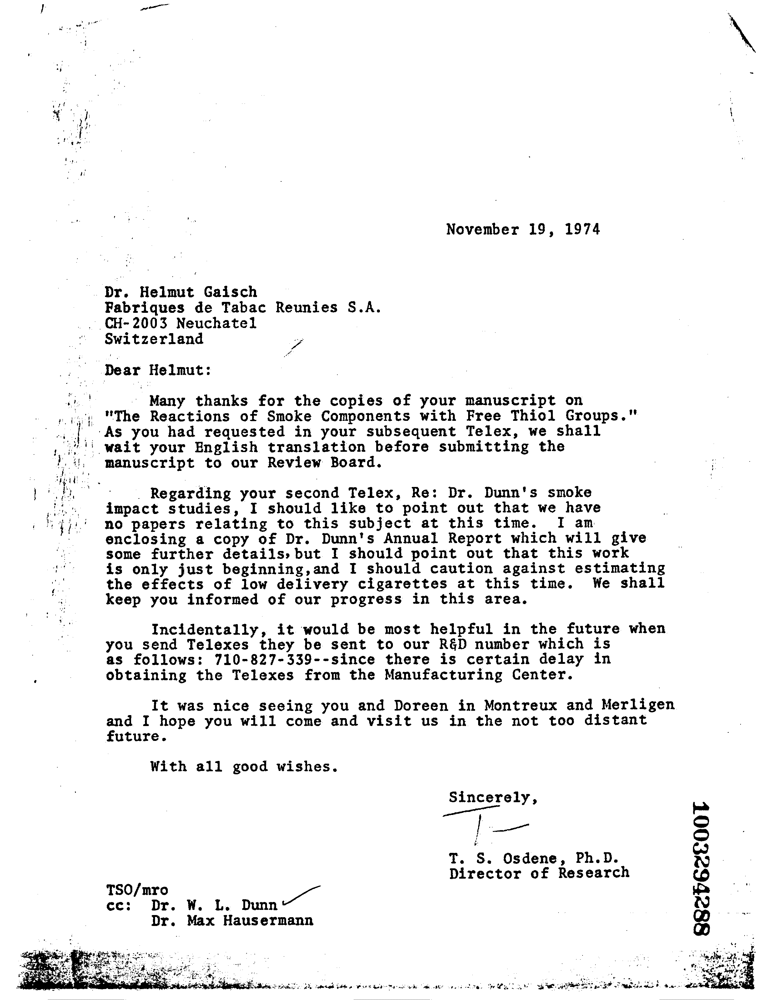 November 19, 1974
Dr. Helmut Gaisch
Fabriques de Tabac Reunies S.A.
CH-2003 Neuchatel
Switzerland
Dear Helmut:
Many thanks for the copies of your manuscript on
"The Reactions of Smoke Components with Free Thiol Groups."
As you had requested in your subsequent Telex, we shall
wait your English translation before submitting the
manuscript to our Review Board.
Regarding your second Telex, Re: Dr. Dunn's smoke
impact studies, I should like to point out that we have
no papers relating to this subject at this time. I am
enclosing a copy of Dr. Dunn's Annual Report which will give
some further details, but I should point out that this work
is only just beginning,and I should caution against estimating
the effects of low delivery cigarettes at this time. We shall
keep you informed of our progress in this area.
Incidentally, it would be most helpful in the future when
you send Telexes they be sent to our R&D number which is
as follows: 710-827-339--since there is certain delay in
obtaining the Telexes from the Manufacturing Center.
It was nice seeing you and Doreen in Montreux and Merligen
and I hope you will come and visit us in the not too distant
future.
With all good wishes.
Sincerely,
T. S. Osdene, Ph.D.
Director of Research
TSO/mro
cc: Dr. W. L. Dunn
Dr. Max Hausermann
1003294288